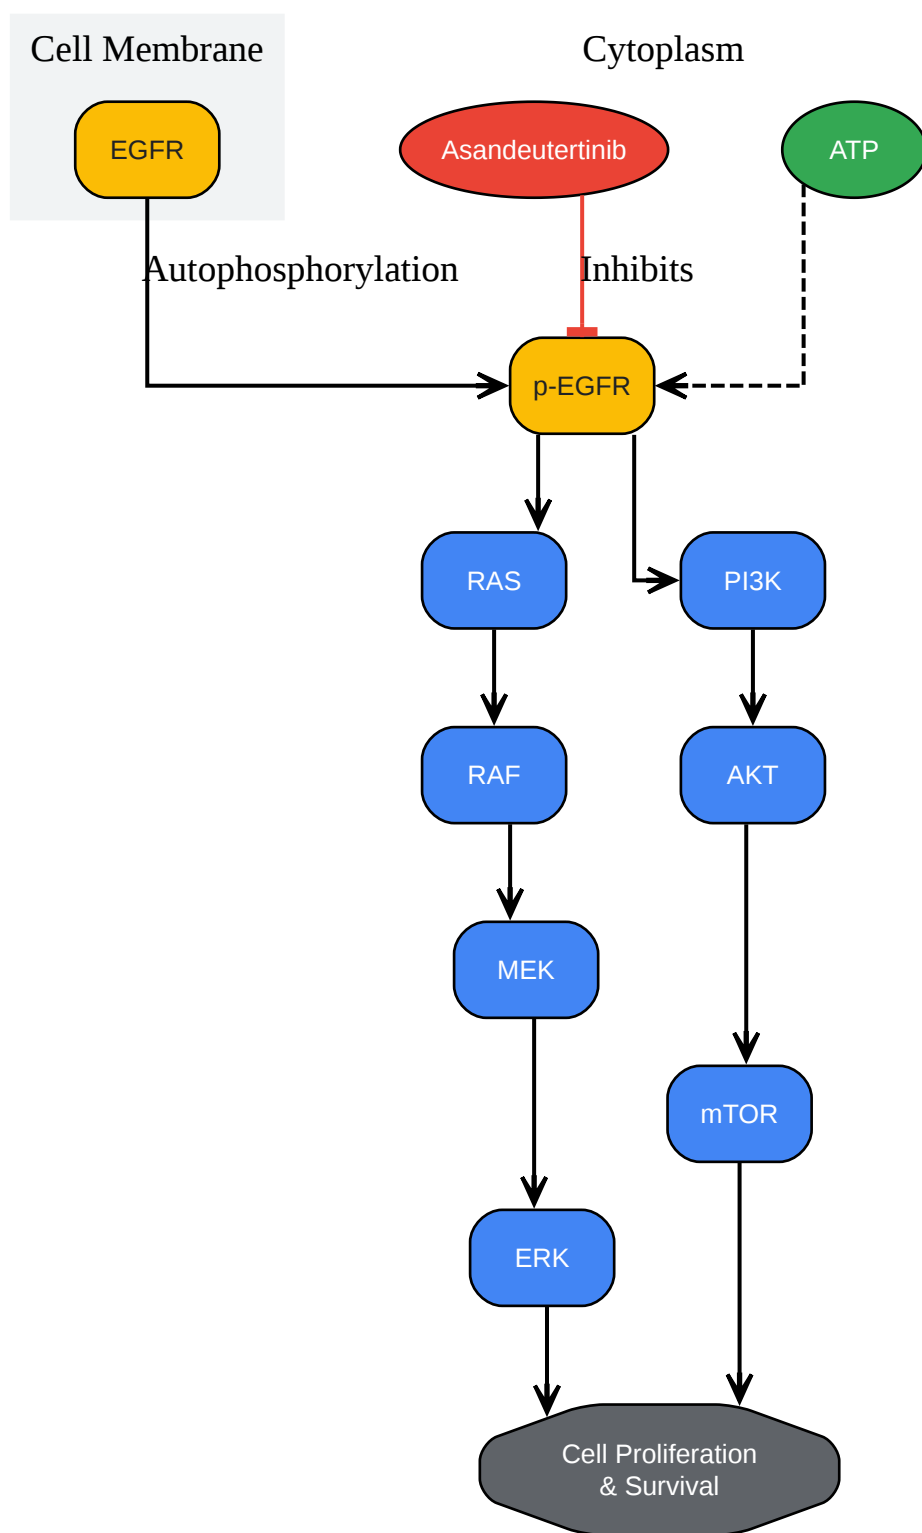 Cell Membrane
Cytoplasm
EGFR
Asandeutertinib
ATP
Autophosphorylation
Inhibits
p-EGFR
RAS
PI3K
RAF
AKT
MEK
mTOR
ERK
Cell Proliferation
& Survival